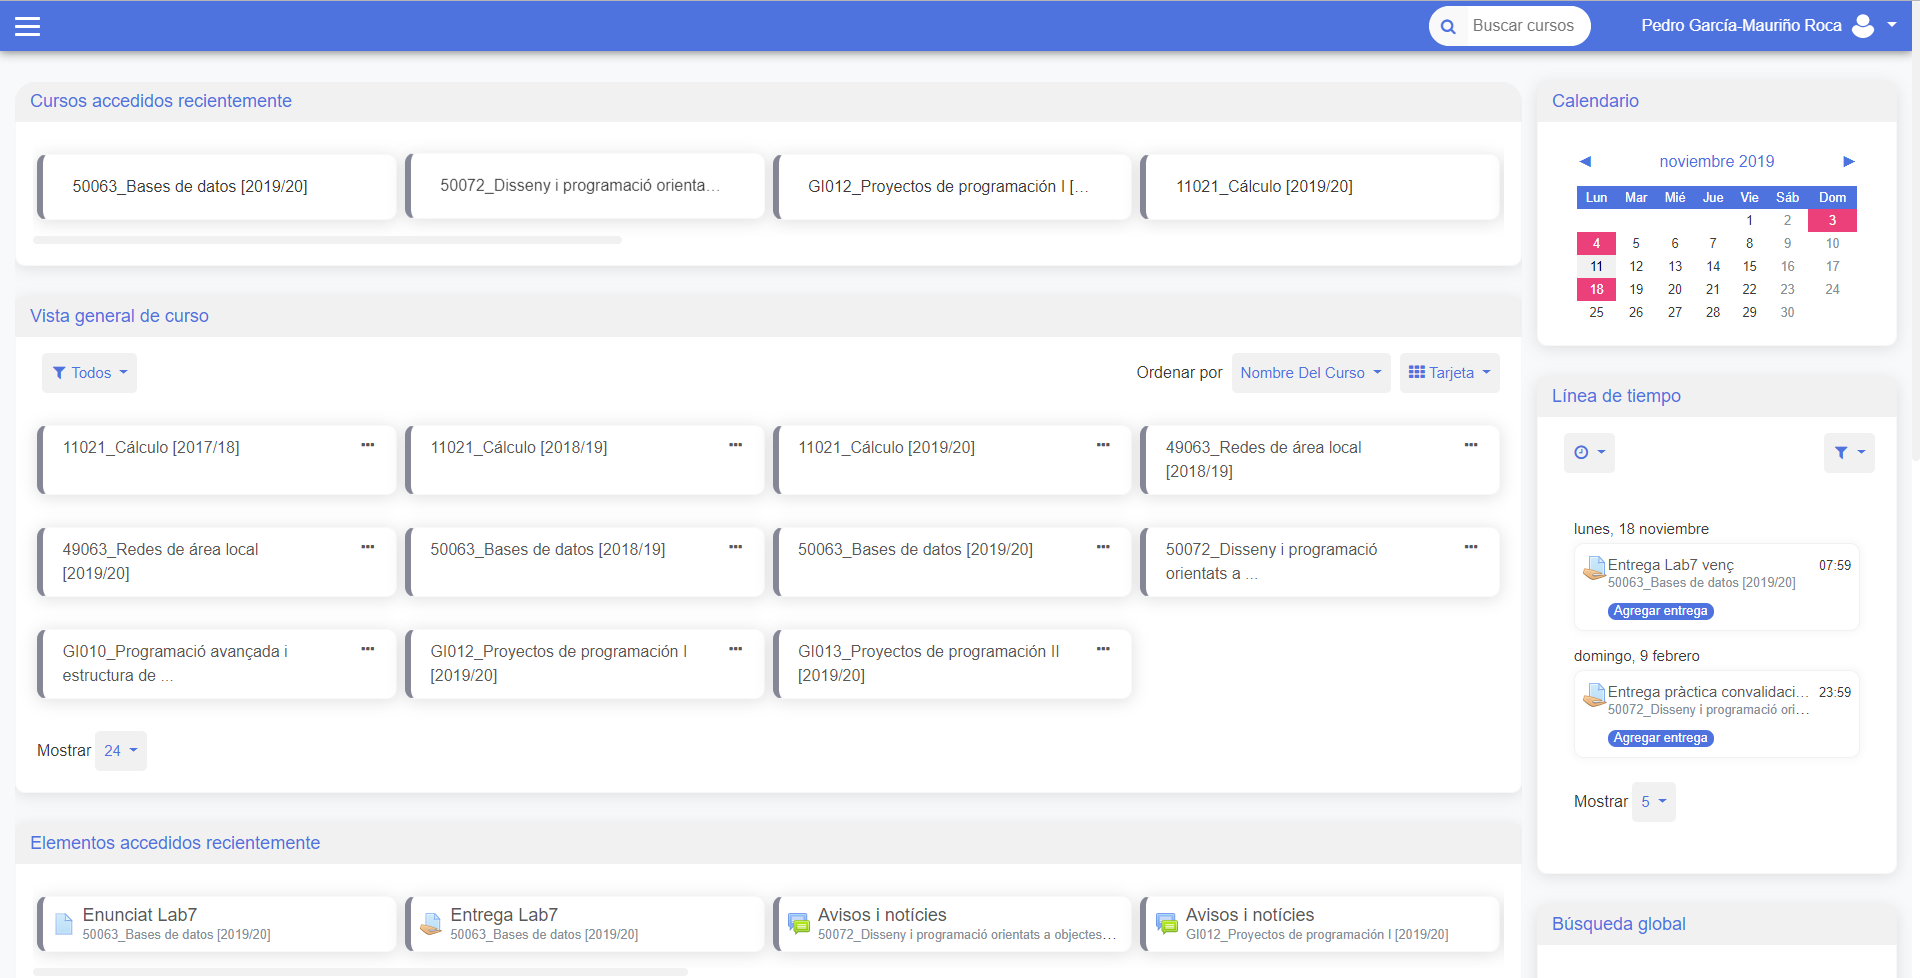 Buscar cursos
Pedro García-Mauriño Roca
Cursos accedidos recientemente
50063_Bases de datos [2019/20]
50072_Disseny i programació orienta...
GI012_Proyectos de programación I [...
11021_Cálculo [2019/20]
Vista general de curso
Todos
Ordenar por
Nombre Del Curso
Tarjeta
11021_Cálculo [2017/18]
11021_Cálculo [2018/19]
11021_Cálculo [2019/20]
49063_Redes de área local
[2018/19]
49063_Redes de área local
[2019/20]
50063_Bases de datos [2018/19]
50063_Bases de datos [2019/20]
50072_Disseny i programació
orientats a ...
GI010_Programació avançada i
estructura de ...
GI012_Proyectos de programación I
[2019/20]
GI013_Proyectos de programación II
[2019/20]
Mostrar 24
Elementos accedidos recientemente
Enunciat Lab7
50063_Bases de datos [2019/20]
Entrega Lab7
50063_Bases de datos [2019/20]
Avisos i notícies
50072_Disseny i programació orientats a objectes...
Avisos i notícies
GI012_Proyectos de programación I [2019/20]
Calendario
noviembre 2019
Lun Mar Mié Jue Vie Sáb Dom
1 2 3
4 5 6 7 8 9 10
11 12 13 14 15 16 17
18 19 20 21 22 23 24
25 26 27 28 29 30
Línea de tiempo
lunes, 18 noviembre
Entrega Lab7 venç 07:59
50063_Bases de datos [2019/20]
Agregar entrega
domingo, 9 febrero
Entrega pràctica convalidaci... 23:59
50072_Disseny i programació ori...
Agregar entrega
Mostrar 5
Búsqueda global